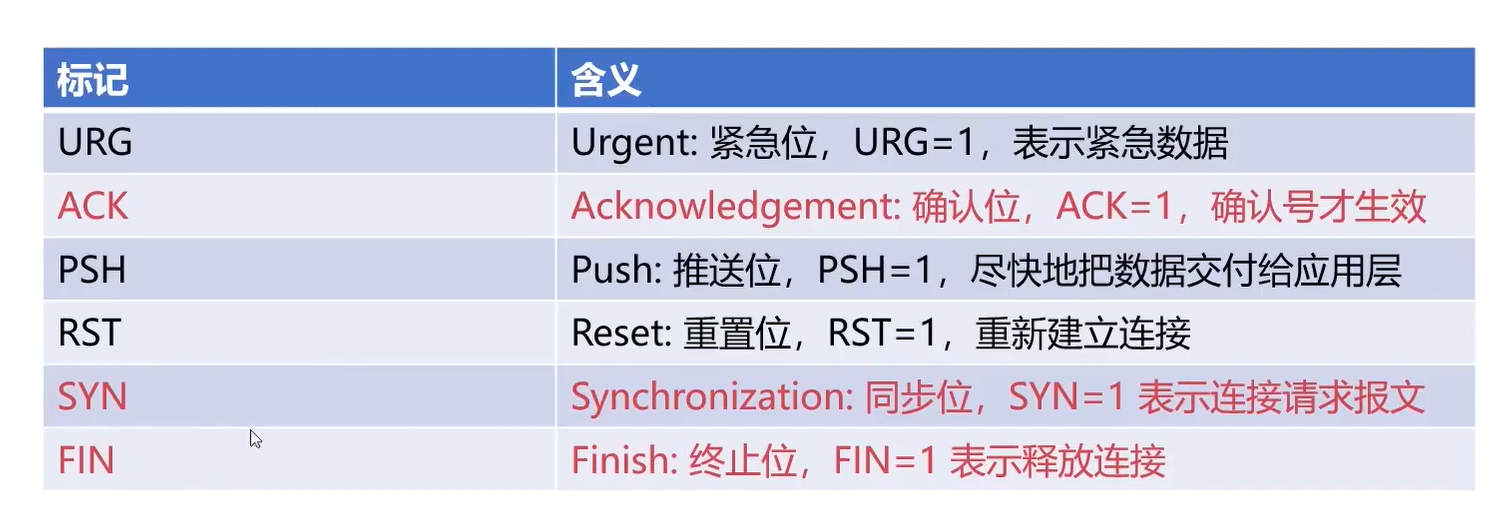 标记 含义
URG Urgent: 紧急位，URG=1，表示紧急数据
ACK Acknowledgement: 确认位，ACK=1，确认号才生效
PSH Push: 推送位，PSH=1，尽快地把数据交付给应用层
RST Reset: 重置位，RST=1，重新建立连接
SYN Synchronization: 同步位，SYN=1 表示连接请求报文
FIN Finish: 终止位，FIN=1 表示释放连接